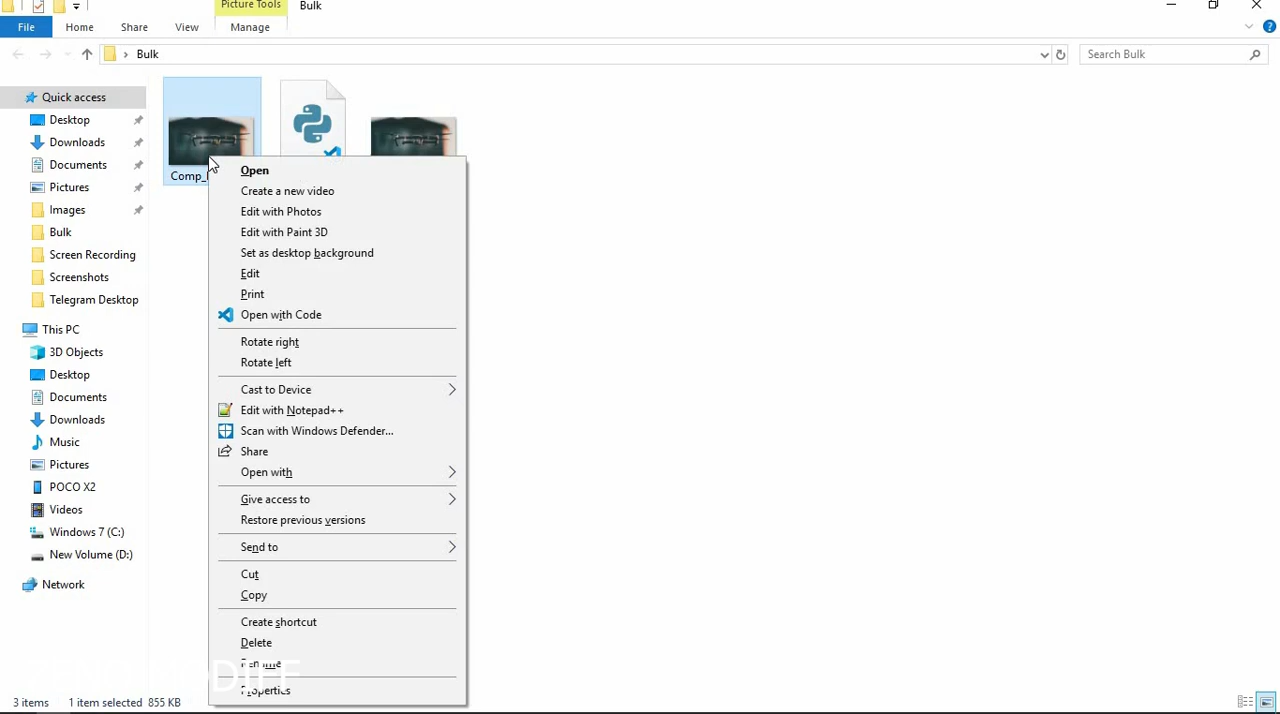 Picture Tools
Bulk
File
Home
Share
View
Manage
Bulk
Search Bulk
Quick access
Desktop
Downloads
Documents
Pictures
Images
Bulk
Screen Recording
Screenshots
Telegram Desktop
This PC
3D Objects
Desktop
Documents
Downloads
Music
Pictures
POCO X2
Videos
Windows 7 (C:)
New Volume (D:)
Network
Open
Create a new video
Edit with Photos
Edit with Paint 3D
Set as desktop background
Edit
Print
Open with Code
Rotate right
Rotate left
Cast to Device
Edit with Notepad++
Scan with Windows Defender...
Share
Open with
Give access to
Restore previous versions
Send to
Cut
Copy
Create shortcut
Delete
Rename
Properties
3 items
1 item selected 855 KB